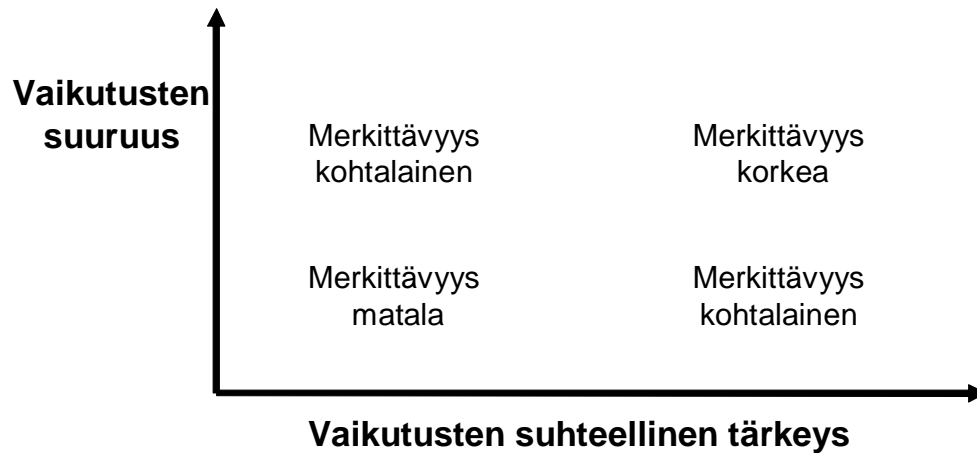 Vaikutusten
suuruus
Merkittävyys
kohtalainen
Merkittävyys
korkea
Merkittävyys
matala
Merkittävyys
kohtalainen
Vaikutusten suhteellinen tärkeys